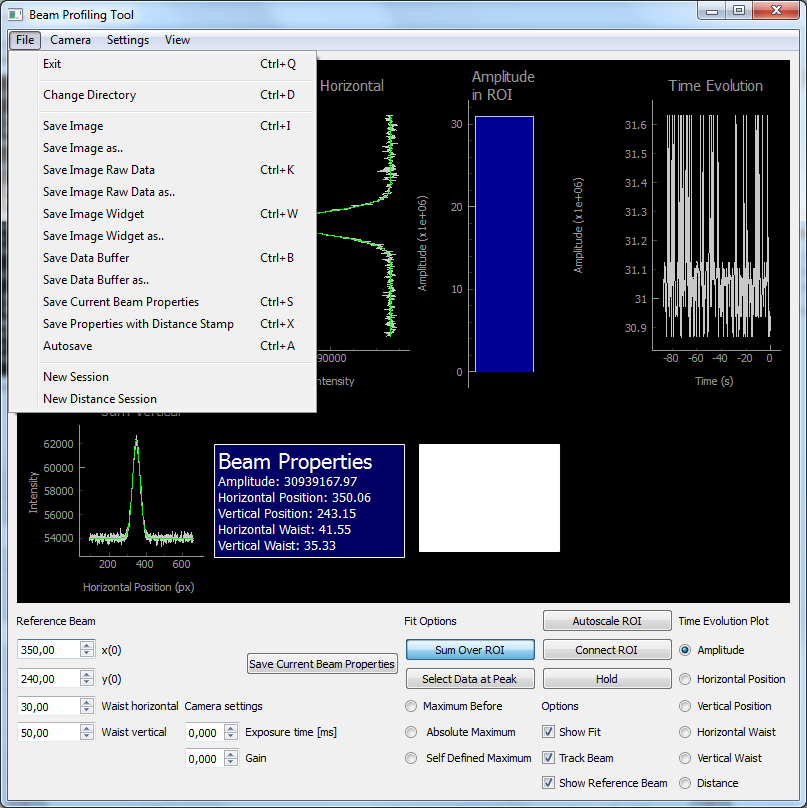 Beam Profiling Tool
File Camera Settings View
Exit Ctrl+Q
Change Directory Ctrl+D
Save Image Ctrl+I
Save Image as..
Save Image Raw Data Ctrl+K
Save Image Raw Data as..
Save Image Widget Ctrl+W
Save Image Widget as..
Save Data Buffer Ctrl+B
Save Data Buffer as..
Save Current Beam Properties Ctrl+S
Save Properties with Distance Stamp Ctrl+X
Autosave Ctrl+A
New Session
New Distance Session
Horizontal
90000
ntensity
Amplitude
in ROI
30
20
10
0
Amplitude (x1e+06)
Time Evolution
31.6
31.5
31.4
31.3
31.2
31.1
31
30.9
Amplitude (x1e+06)
-80 -60 -40 -20 0
Time (s)
Sum Vertical
62000
60000
58000
56000
54000
Intensity
200 400 600
Horizontal Position (px)
Beam Properties
Amplitude: 30939167.97
Horizontal Position: 350.06
Vertical Position: 243.15
Horizontal Waist: 41.55
Vertical Waist: 35.33
Reference Beam
350,00 x(0)
240,00 y(0)
30,00 Waist horizontal
50,00 Waist vertical
Save Current Beam Properties
Camera settings
0,000 Exposure time [ms]
0,000 Gain
Fit Options
Sum Over ROI
Select Data at Peak
Maximum Before
Absolute Maximum
Self Defined Maximum
Autoscale ROI
Connect ROI
Hold
Options
Show Fit
Track Beam
Show Reference Beam
Time Evolution Plot
Amplitude
Horizontal Position
Vertical Position
Horizontal Waist
Vertical Waist
Distance